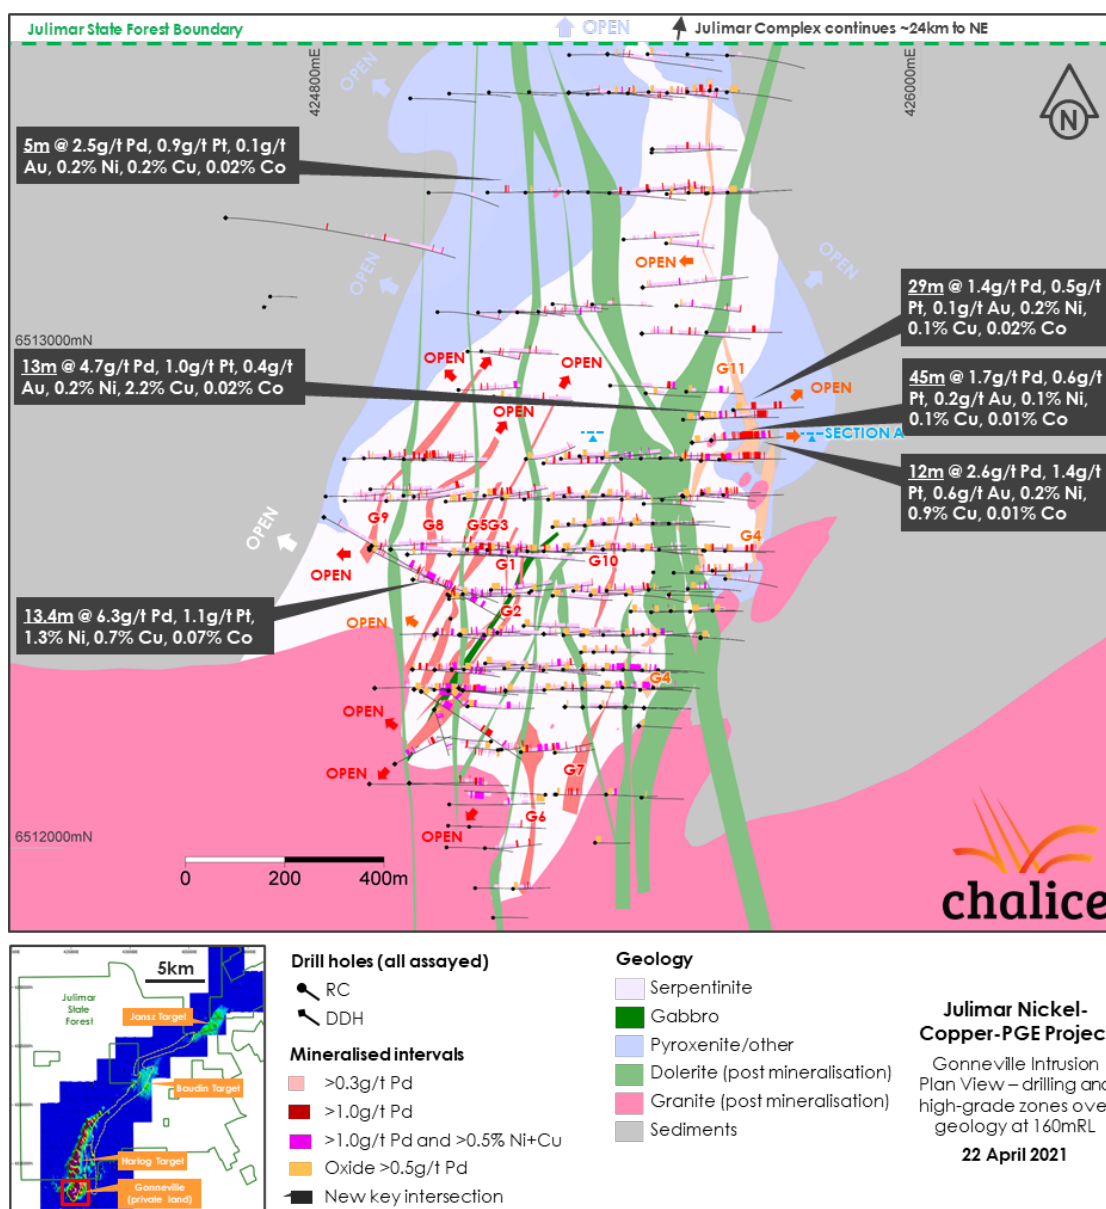 Julimar State Forest Boundary
OPEN
Julimar Complex continues ~24km to NE
424800mE
426000mE
OPEN
N
5m @ 2.5g/t Pd, 0.9g/t Pt, 0.1g/t
Au, 0.2% Ni, 0.2% Cu, 0.02% Co
OPEN
OPEN
OPEN
29m @ 1.4g/t Pd, 0.5g/t
Pt, 0.1g/t Au, 0.2% Ni,
0.1% Cu, 0.02% Co
6513000mN
13m @ 4.7g/t Pd, 1.0g/t Pt, 0.4g/t
Au, 0.2% Ni, 2.2% Cu, 0.02% Co
OPEN
OPEN
OPEN
G11
OPEN
45m @ 1.7g/t Pd, 0.6g/t
Pt, 0.2g/t Au, 0.1% Ni,
0.1% Cu, 0.01% Co
SECTION A
12m @ 2.6g/t Pd, 1.4g/t
Pt, 0.6g/t Au, 0.2% Ni,
0.9% Cu, 0.01% Co
OPEN
G9
G8
G5
G3
G4
OPEN
G1
G10
G2
13.4m @ 6.3g/t Pd, 1.1g/t Pt,
1.3% Ni, 0.7% Cu, 0.07% Co
OPEN
G4
OPEN
OPEN
G7
G6
OPEN
6512000mN
0
200
400m
chalice
5km
Julimar
State
Forest
Jansz Target
Baudin Target
Hartog Target
Gonneville
(private land)
Drill holes (all assayed)
RC
DDH
Mineralised intervals
>0.3g/t Pd
>1.0g/t Pd
>1.0g/t Pd and >0.5% Ni+Cu
Oxide >0.5g/t Pd
New key intersection
Geology
Serpentinite
Gabbro
Pyroxenite/other
Dolerite (post mineralisation)
Granite (post mineralisation)
Sediments
Julimar Nickel-
Copper-PGE Projec
Gonneville Intrusion
Plan View – drilling and
high-grade zones ove
geology at 160mRL
22 April 2021